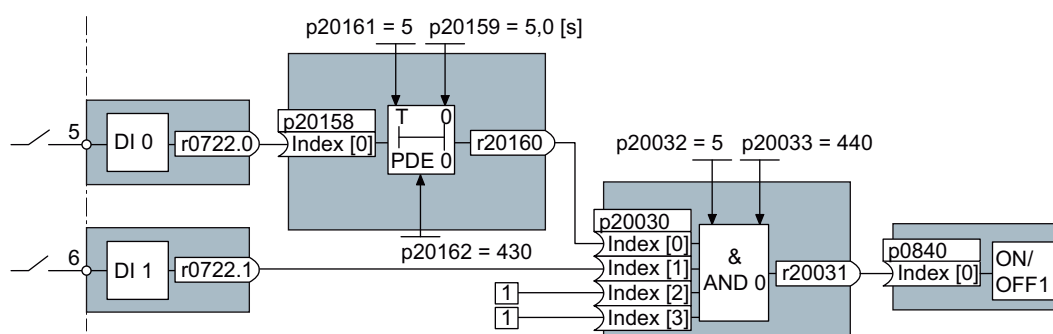 p20161 = 5
p20159 = 5,0 [s]
5
DI 0
r0722.0
p20158
Index [0]
T 0
PDE 0
r20160
p20162 = 430
p20032 = 5
p20033 = 440
6
DI 1
r0722.1
p20030
Index [0]
Index [1]
1
Index [2]
1
Index [3]
&
AND 0
r20031
p0840
Index [0]
ON/
OFF1